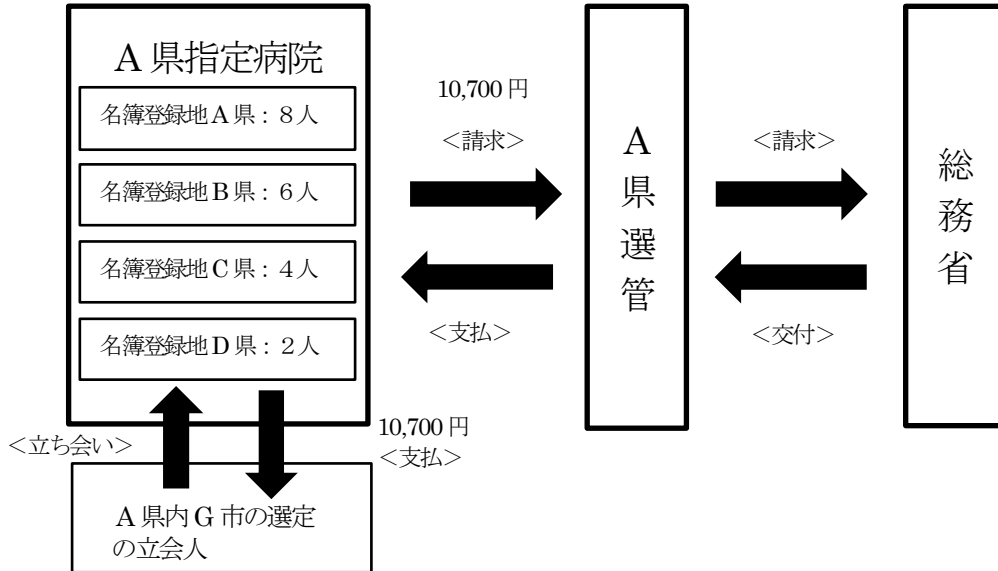 A県指定病院
名簿登録地A県:8人
名簿登録地B県:6人
名簿登録地C県:4人
名簿登録地D県:2人
<立ち会い>
10,700円
<支払>
A県内G市の選定
の立会人
10,700円
<請求>
<支払>
A県選管
<請求>
<交付>
総務省